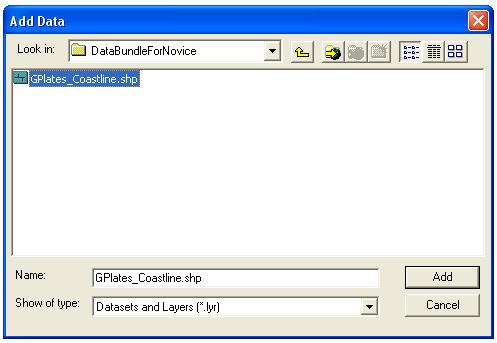 Add Data
Look in: DataBundleForNovice
GPlates_Coastline.shp
Name: GPlates_Coastline.shp Add
Show of type: Datasets and Layers (*.lyr) Cancel